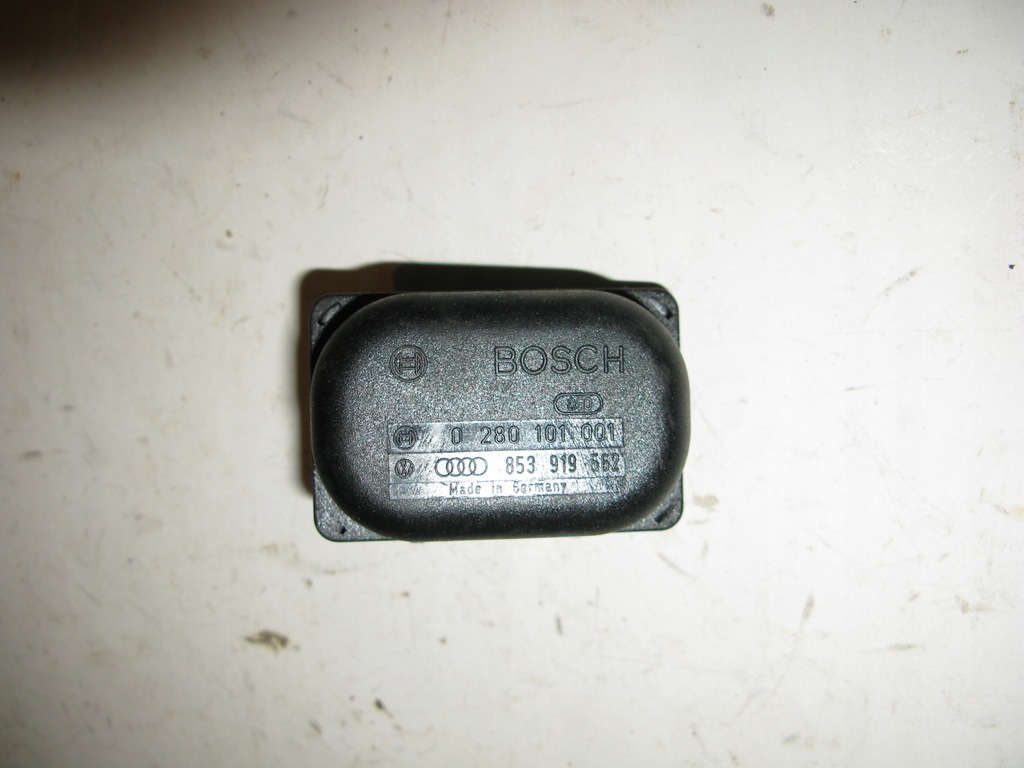 BOSCH
0 280 101 001
853 919 562
Made in Germany